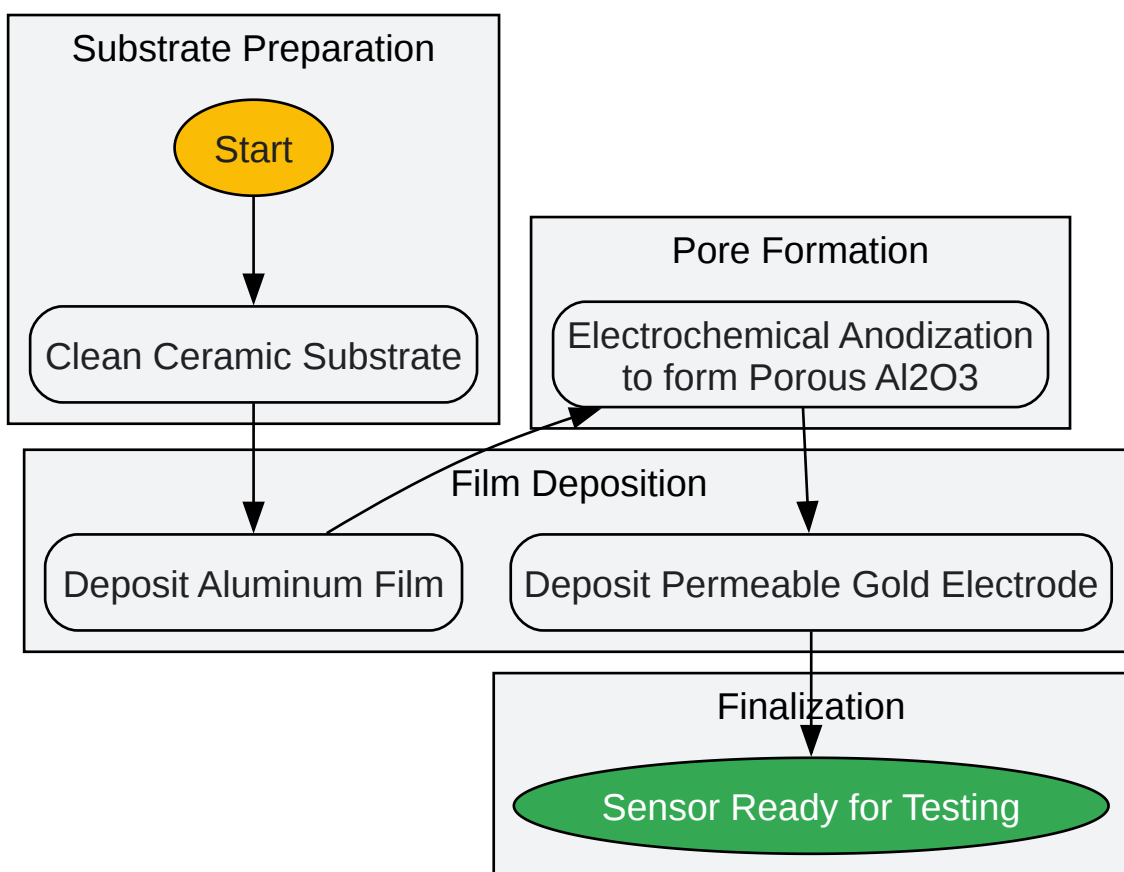 Substrate Preparation
Start
Clean Ceramic Substrate
Pore Formation
Electrochemical Anodization
to form Porous Al2O3
Film Deposition
Deposit Aluminum Film
Deposit Permeable Gold Electrode
Finalization
Sensor Ready for Testing